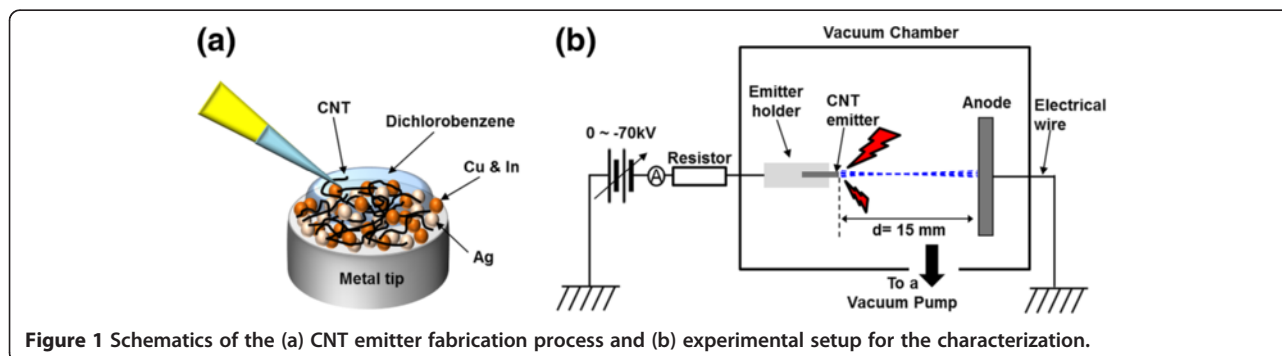 (a)
CNT
Dichlorobenzene
Cu & In
Ag
Metal tip
(b)
Vacuum Chamber
Emitter
holder
CNT
emitter
Anode
Electrical
wire
0 ~ -70kV
Resistor
A
d= 15 mm
To a
Vacuum Pump
Figure 1 Schematics of the (a) CNT emitter fabrication process and (b) experimental setup for the characterization.